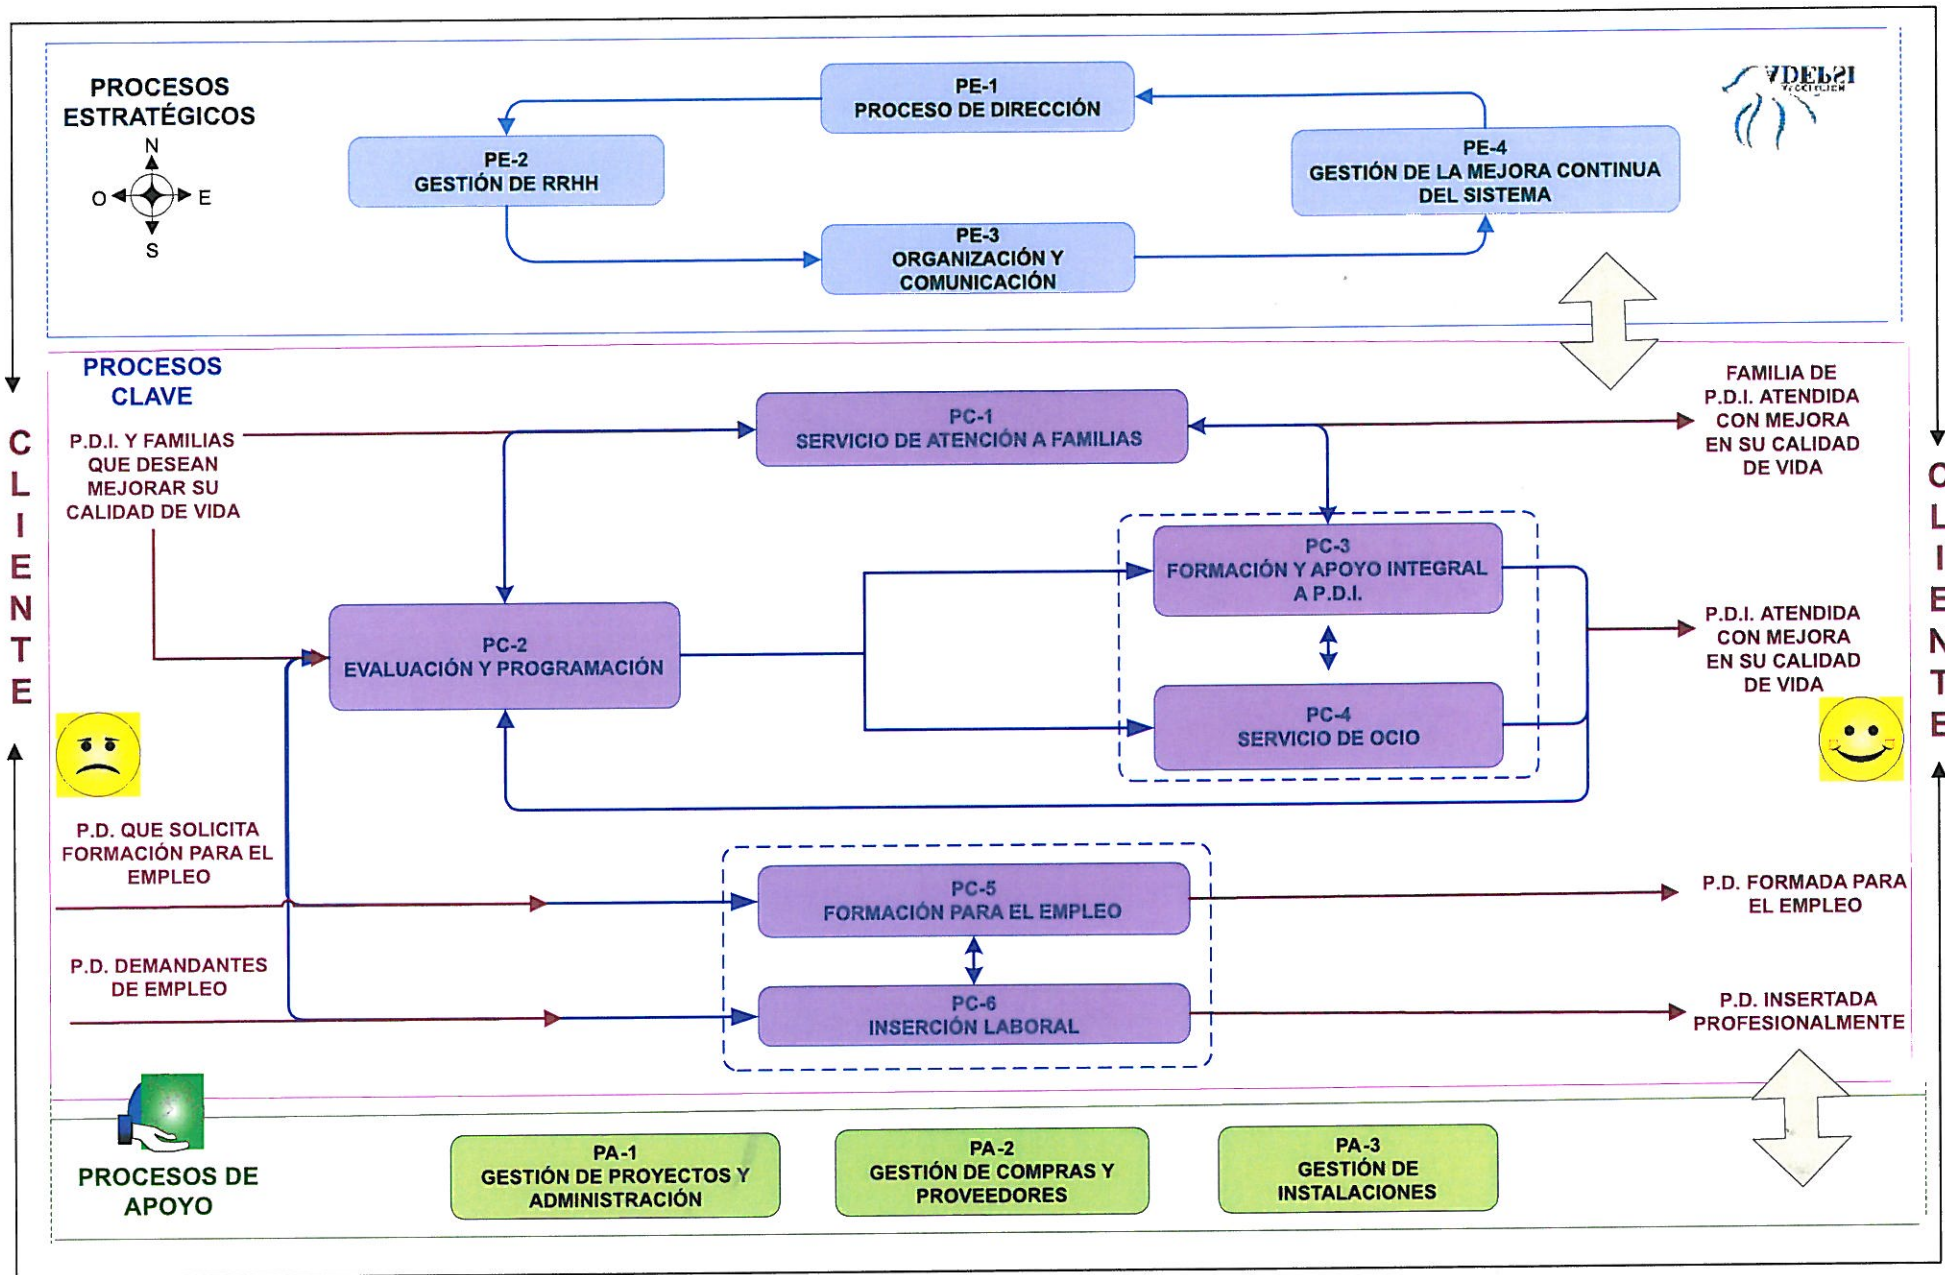 PROCESOS
ESTRATÉGICOS
N
O
E
S
PE-1
PROCESO DE DIRECCIÓN
PE-2
GESTIÓN DE RRHH
PE-3
ORGANIZACIÓN Y
COMUNICACIÓN
PE-4
GESTIÓN DE LA MEJORA CONTINUA
DEL SISTEMA
ADEPSI
CLIENTE
PROCESOS
CLAVE
P.D.I. Y FAMILIAS
QUE DESEAN
MEJORAR SU
CALIDAD DE VIDA
PC-1
SERVICIO DE ATENCIÓN A FAMILIAS
FAMILIA DE
P.D.I. ATENDIDA
CON MEJORA
EN SU CALIDAD
DE VIDA
PC-2
EVALUACIÓN Y PROGRAMACIÓN
PC-3
FORMACIÓN Y APOYO INTEGRAL
A P.D.I.
PC-4
SERVICIO DE OCIO
P.D.I. ATENDIDA
CON MEJORA
EN SU CALIDAD
DE VIDA
P.D. QUE SOLICITA
FORMACIÓN PARA EL
EMPLEO
PC-5
FORMACIÓN PARA EL EMPLEO
P.D. FORMADA PARA
EL EMPLEO
P.D. DEMANDANTES
DE EMPLEO
PC-6
INSERCIÓN LABORAL
P.D. INSERTADA
PROFESIONALMENTE
CLIENTE
PROCESOS DE
APOYO
PA-1
GESTIÓN DE PROYECTOS Y
ADMINISTRACIÓN
PA-2
GESTIÓN DE COMPRAS Y
PROVEEDORES
PA-3
GESTIÓN DE
INSTALACIONES